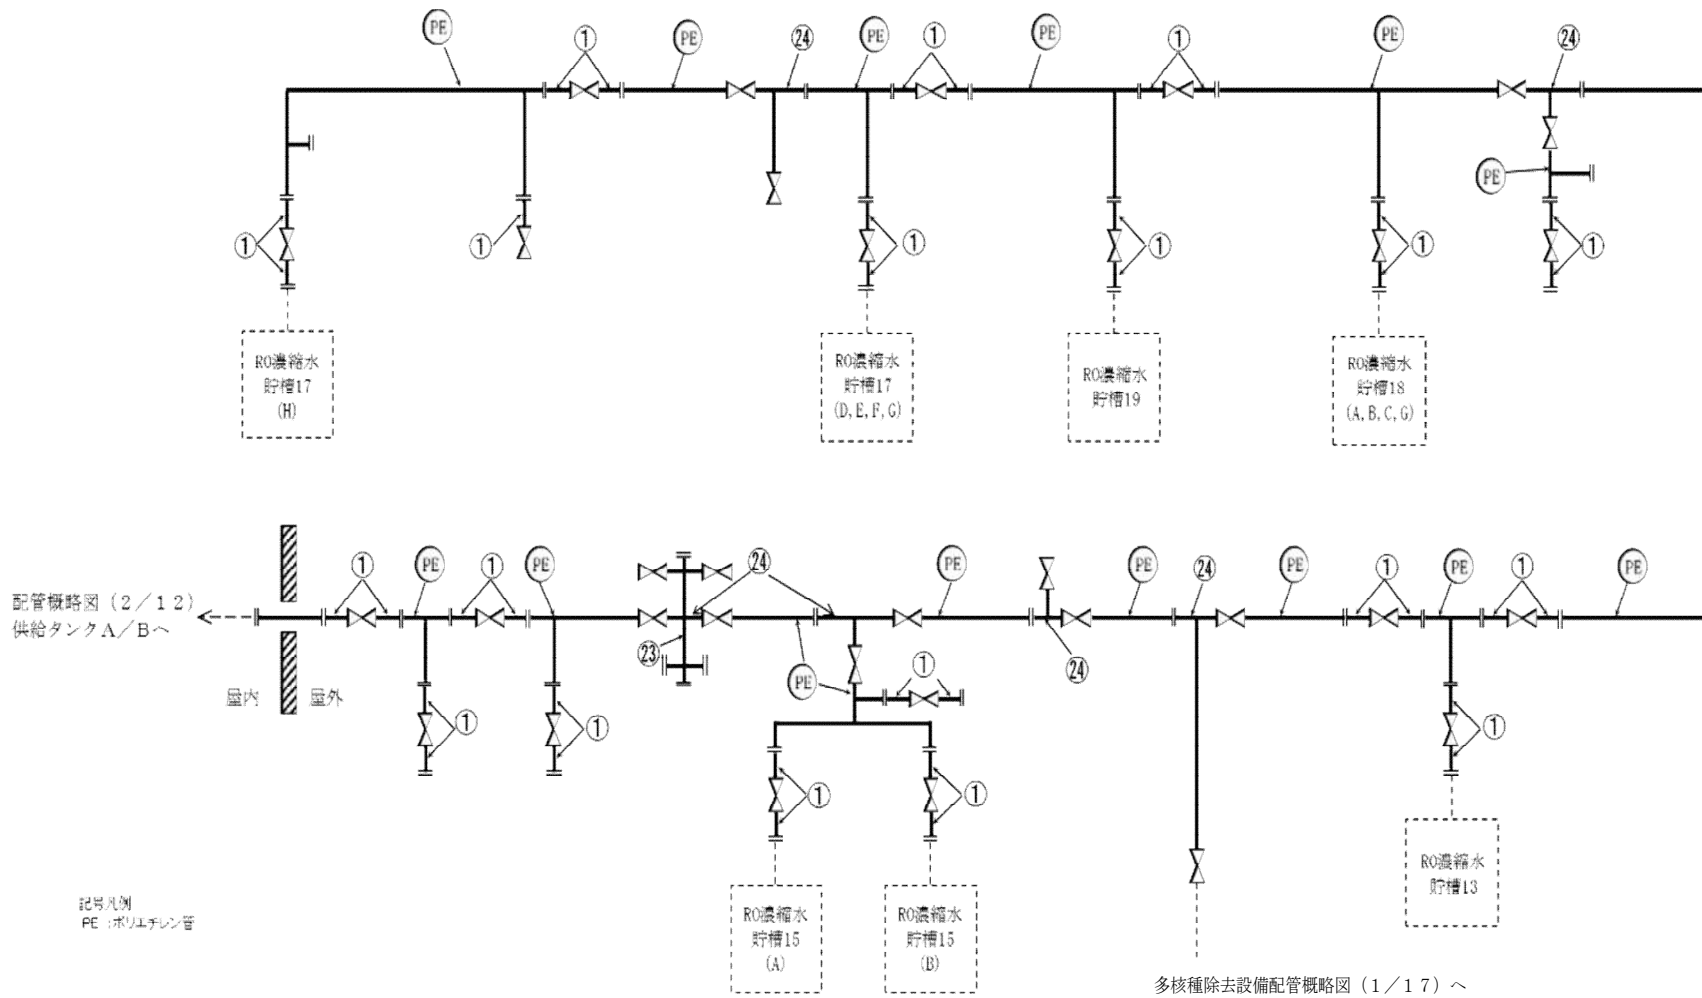 PE
①
PE
㉔
PE
①
PE
①
PE
㉔
PE
①
①
①
①
①
①
RO濃縮水
貯槽17
(H)
RO濃縮水
貯槽17
(D, E, F, G)
RO濃縮水
貯槽19
RO濃縮水
貯槽18
(A, B, C, G)
①
PE
①
PE
㉔
PE
PE
㉔
PE
①
PE
①
PE
配管概略図（2／12）
供給タンクA／Bへ
㉓
PE
①
㉔
屋内
屋外
①
①
①
①
①
RO濃縮水
貯槽13
記号凡例
PE ：ポリエチレン管
RO濃縮水
貯槽15
(A)
RO濃縮水
貯槽15
(B)
多核種除去設備配管概略図（1／17）へ